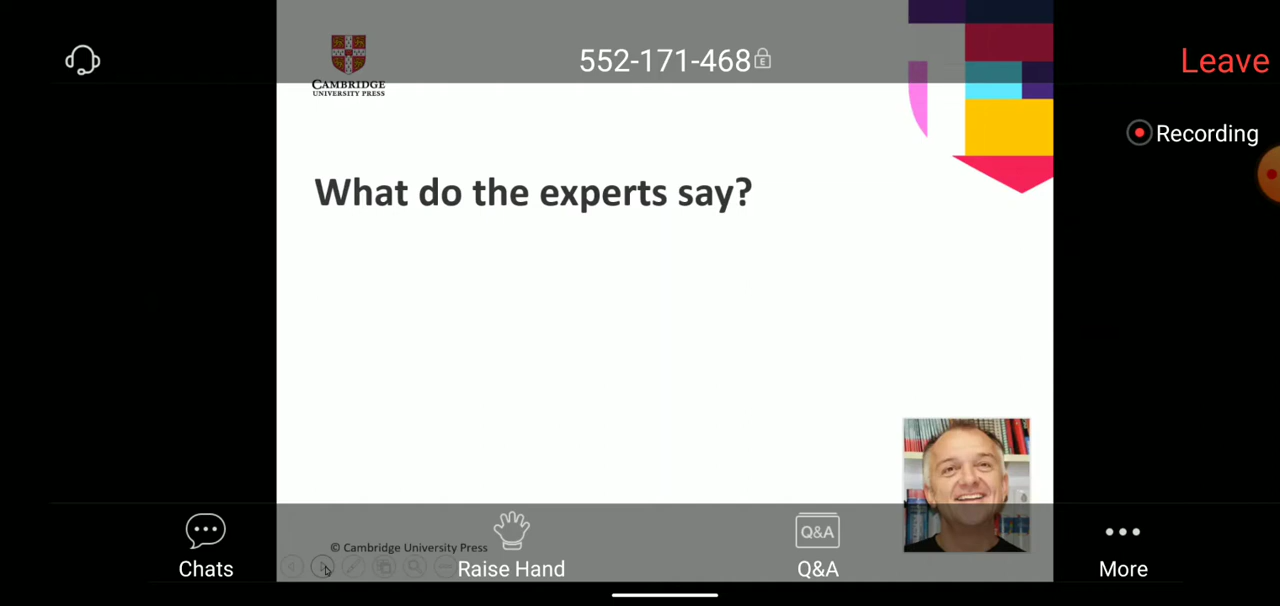 552-171-468
Leave
CAMBRIDGE
UNIVERSITY PRESS
Recording
What do the experts say?
© Cambridge University Press
Chats
Raise Hand
Q&A
Q&A
More